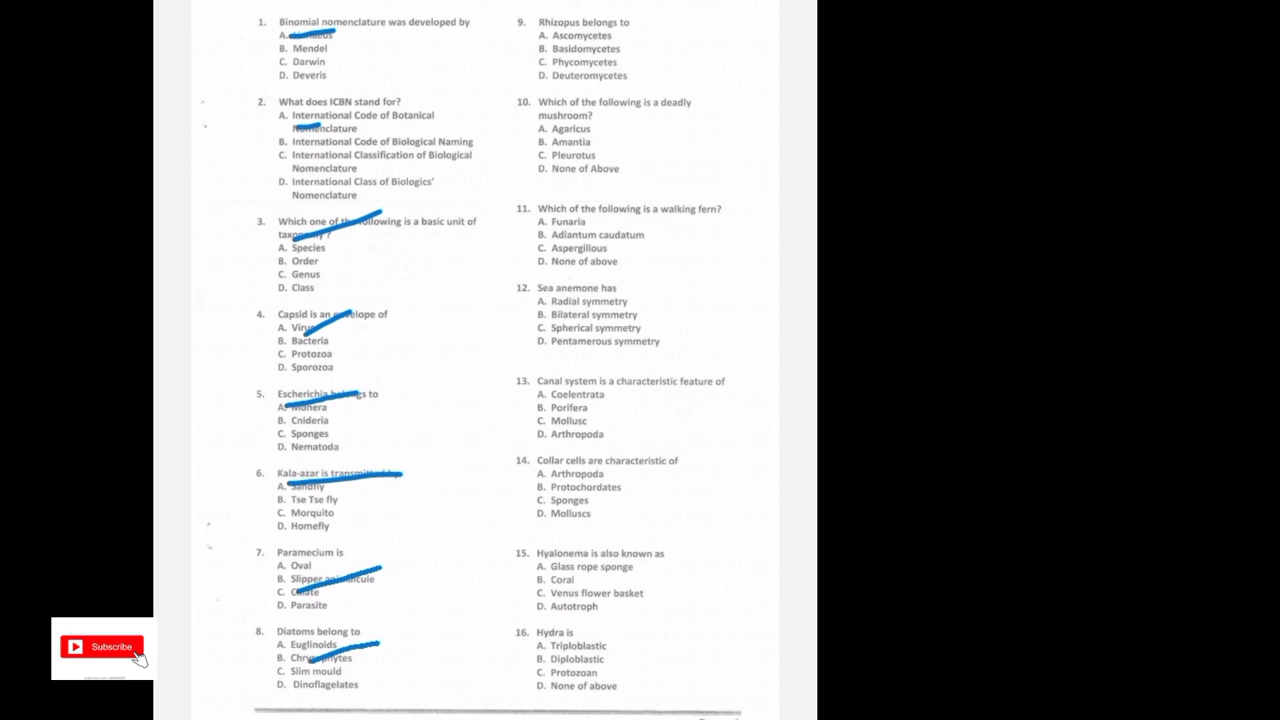 1. Binomial nomenclature was developed by
A.
B. Mendel
C. Darwin
D. Deveris
2. What does ICBN stand for?
A. International Code of Botanical
Nomenclature
B. International Code of Biological Naming
C. International Classification of Biological
Nomenclature
D. International Class of Biologics'
Nomenclature
3. Which one of the following is a basic unit of
taxonomy ?
A. Species
B. Order
C. Genus
D. Class
4. Capsid is an envelope of
A. Virus
B. Bacteria
C. Protozoa
D. Sporozoa
5. Escherichia belongs to
A. Monera
B. Cnideria
C. Sponges
D. Nematoda
6. Kala-azar is transmitted by
A. Sandfly
B. Tse Tse fly
C. Morquito
D. Homefly
7. Paramecium is
A. Oval
B. Slipper animalcule
C. Ciliate
D. Parasite
8. Diatoms belong to
A. Euglinoids
B. Chrysophytes
C. Slim mould
D. Dinoflagelates
9. Rhizopus belongs to
A. Ascomycetes
B. Basidomycetes
C. Phycomycetes
D. Deuteromycetes
10. Which of the following is a deadly
mushroom?
A. Agaricus
B. Amantia
C. Pleurotus
D. None of Above
11. Which of the following is a walking fern?
A. Funaria
B. Adiantum caudatum
C. Aspergillous
D. None of above
12. Sea anemone has
A. Radial symmetry
B. Bilateral symmetry
C. Spherical symmetry
D. Pentamerous symmetry
13. Canal system is a characteristic feature of
A. Coelentrata
B. Porifera
C. Mollusc
D. Arthropoda
14. Collar cells are characteristic of
A. Arthropoda
B. Protochordates
C. Sponges
D. Molluscs
15. Hyalonema is also known as
A. Glass rope sponge
B. Coral
C. Venus flower basket
D. Autotroph
16. Hydra is
A. Triploblastic
B. Diploblastic
C. Protozoan
D. None of above
Subscribe